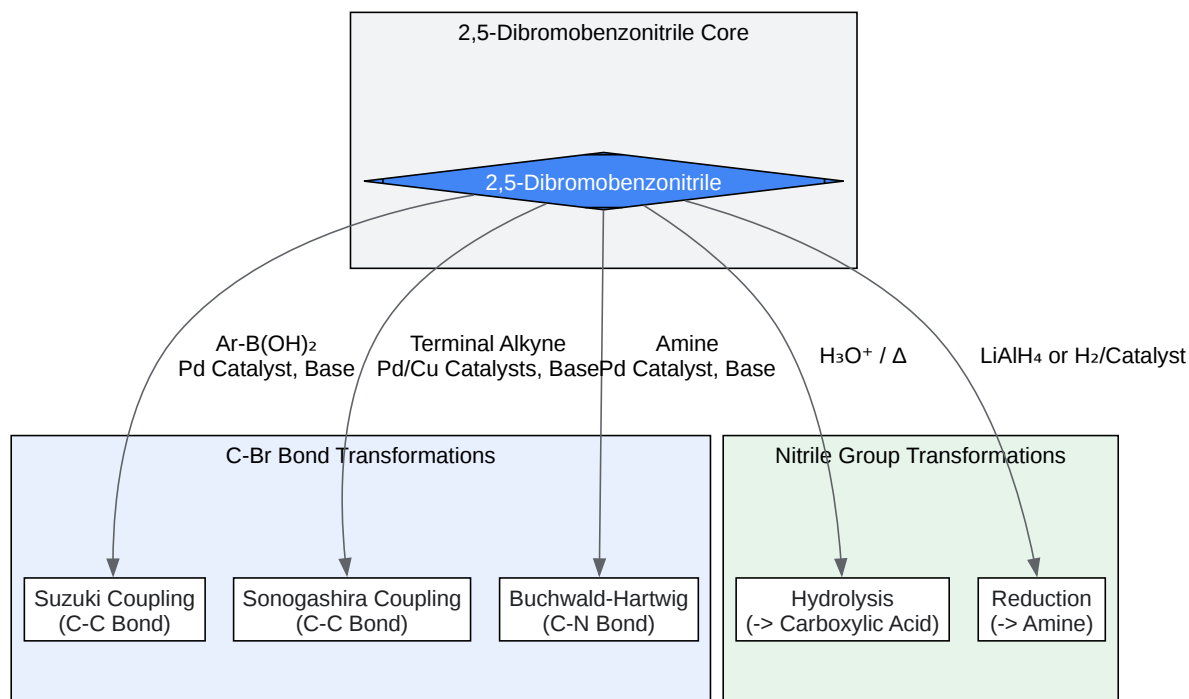 2,5-Dibromobenzonitrile Core
2,5-Dibromobenzonitrile
Ar-B(OH)₂
Pd Catalyst, Base
Terminal Alkyne
Pd/Cu Catalysts, Base
Amine
Pd Catalyst, Base
H₃O⁺ / Δ
LiAlH₄ or H₂/Catalyst
C-Br Bond Transformations
Suzuki Coupling
(C-C Bond)
Sonogashira Coupling
(C-C Bond)
Buchwald-Hartwig
(C-N Bond)
Nitrile Group Transformations
Hydrolysis
(-> Carboxylic Acid)
Reduction
(-> Amine)